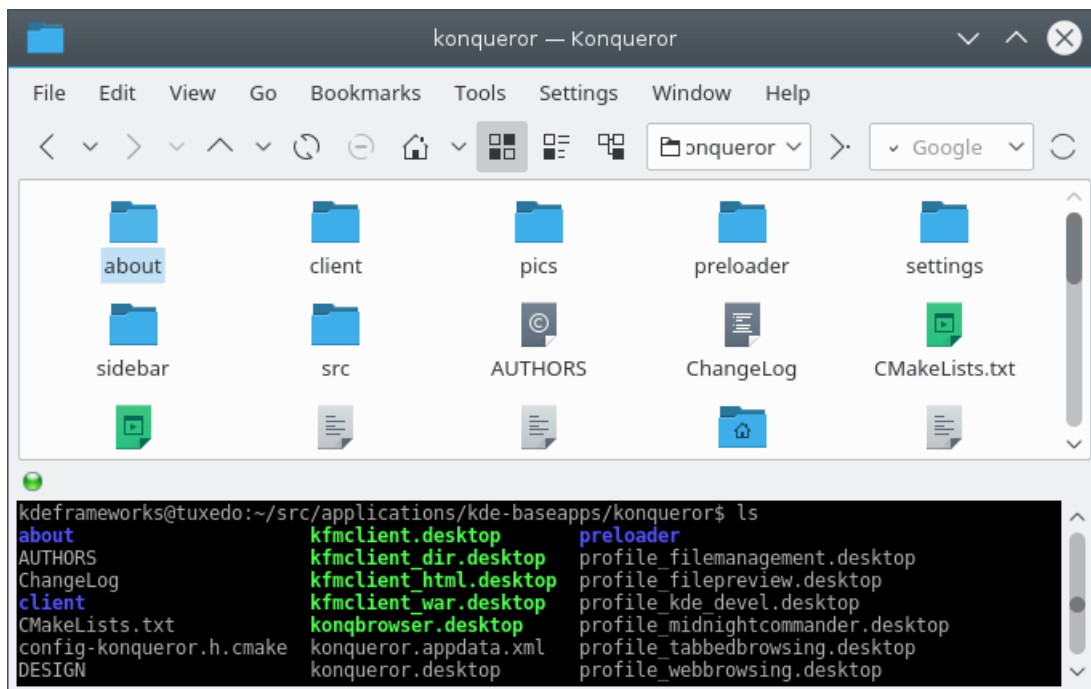 konqueror — Konqueror
File Edit View Go Bookmarks Tools Settings Window Help
onqueror Google
about client pics preloader settings
sidebar src AUTHORS ChangeLog CMakeLists.txt
kdeframeworks@tuxedo:~/src/applications/kde-baseapps/konqueror$ ls
about kfmclient.desktop preloader
AUTHORS kfmclient_dir.desktop profile_filemanagement.desktop
ChangeLog kfmclient_html.desktop profile_filepreview.desktop
client kfmclient_war.desktop profile_kde_devel.desktop
CMakeLists.txt konqbrowser.desktop profile_midnightcommander.desktop
config-konqueror.h.cmake konqueror.appdata.xml profile_tabbedbrowsing.desktop
DESIGN konqueror.desktop profile_webbrowsing.desktop